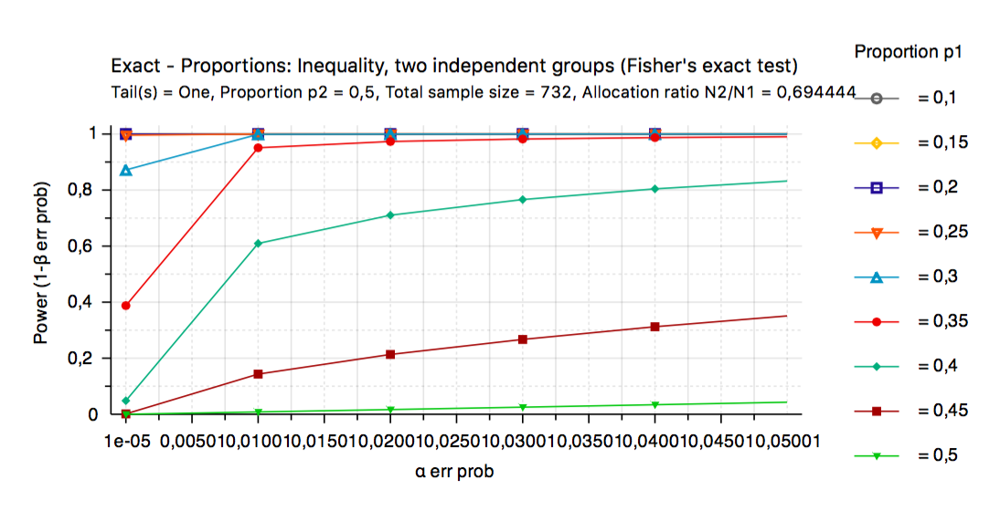 Exact - Proportions: Inequality, two independent groups (Fisher's exact test)
Tail(s) = One, Proportion p2 = 0,5, Total sample size = 732, Allocation ratio N2/N1 = 0,694444
Proportion p1
= 0,1
= 0,15
= 0,2
= 0,25
= 0,3
= 0,35
= 0,4
= 0,45
= 0,5
Power (1-β err prob)
1
0,8
0,6
0,4
0,2
0
1e-05 0,00501 0,01001 0,01501 0,02001 0,02501 0,03001 0,03501 0,04001 0,04501 0,05001
α err prob